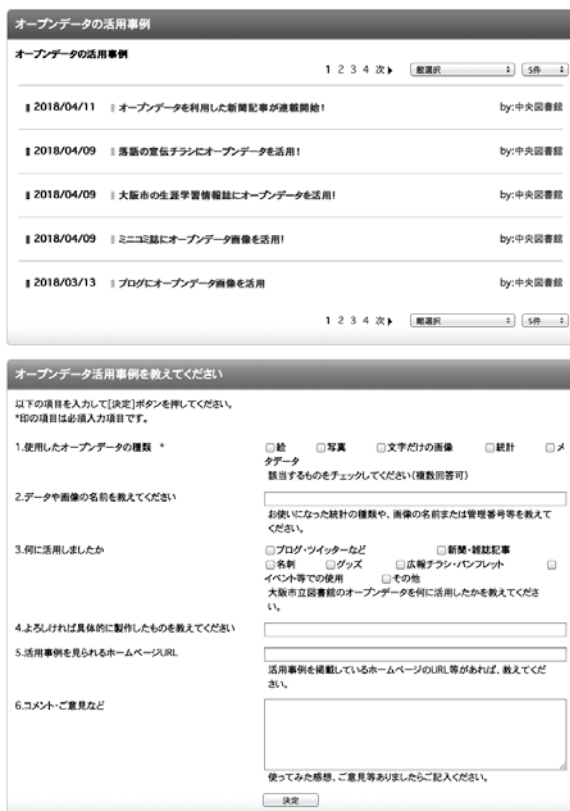 オープンデータの活用事例
オープンデータの活用事例
1 2 3 4 次▶ 館選択 5件
2018/04/11 オープンデータを利用した新聞記事が連載開始! by:中央図書館
2018/04/09 落語の宣伝チラシにオープンデータを活用! by:中央図書館
2018/04/09 大阪市の生涯学習情報誌にオープンデータを活用! by:中央図書館
2018/04/09 ミニコミ誌にオープンデータ画像を活用! by:中央図書館
2018/03/13 ブログにオープンデータ画像を活用 by:中央図書館
1 2 3 4 次▶ 館選択 5件
オープンデータ活用事例を教えてください
以下の項目を入力して[決定]ボタンを押してください。
*印の項目は必須入力項目です。
1.使用したオープンデータの種類 * 絵 写真 文字だけの画像 統計 メ
タデータ
該当するものをチェックしてください(複数回答可)
2.データや画像の名前を教えてください
お使いになった統計の種類や、画像の名前または管理番号等を教えて
ください。
3.何に活用しましたか ブログ・ツイッターなど 新聞・雑誌記事
名刺 グッズ 広報チラシ・パンフレット
イベント等での使用 その他
大阪市立図書館のオープンデータを何に活用したかを教えてくださ
い。
4.よろしければ具体的に製作したものを教えてください
5.活用事例を見られるホームページURL
活用事例を掲載しているホームページのURL等があれば、教えてくだ
さい。
6.コメント・ご意見など
使ってみた感想、ご意見等ありましたらご記入ください。
決定